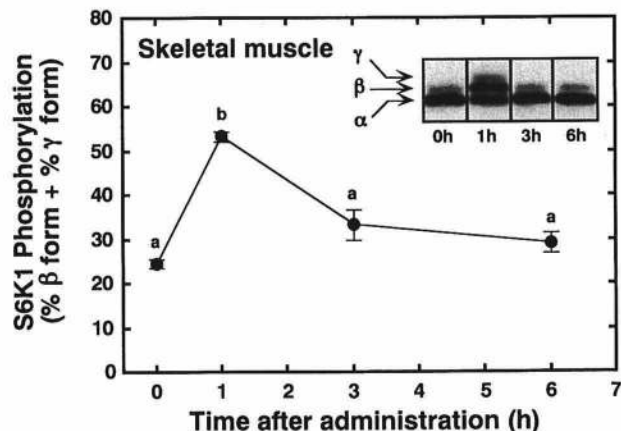 80
70
60
50
40
30
20
10
0
S6K1 Phosphorylation
(% β form + % γ form)
Skeletal muscle
γ
β
α
0h 1h 3h 6h
a
b
a
a
0 1 2 3 4 5 6 7
Time after administration (h)